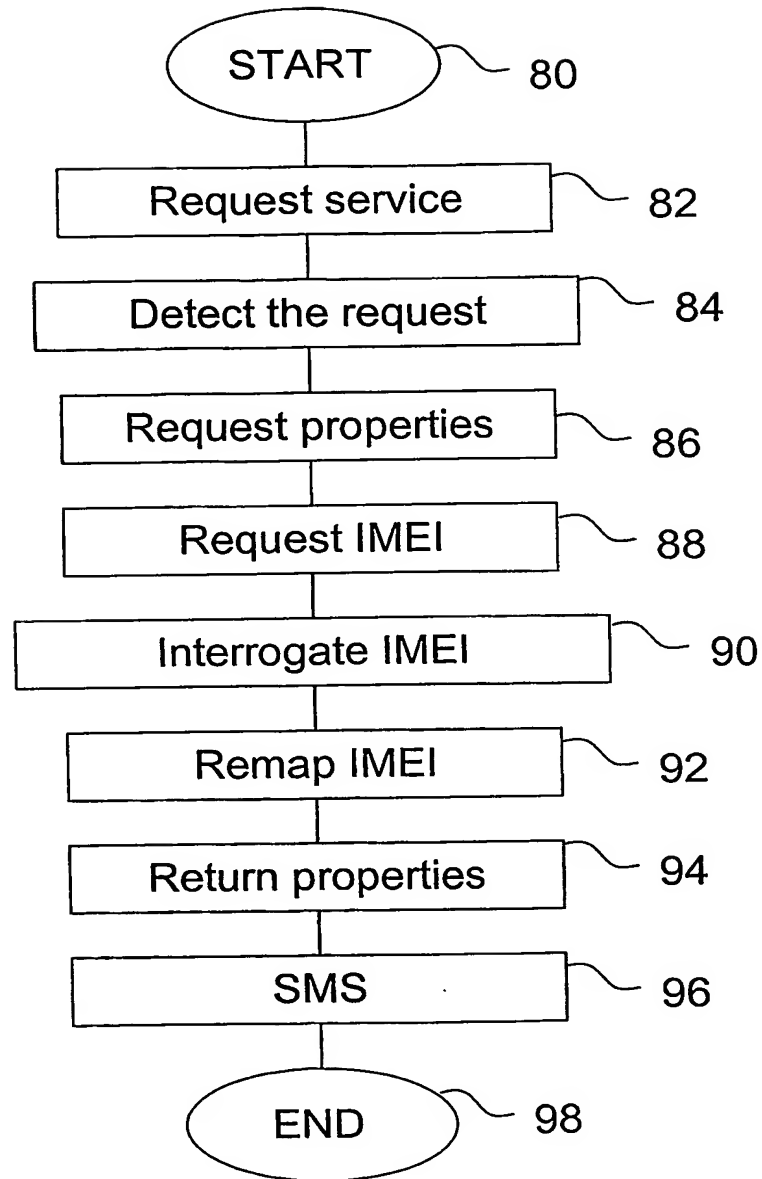 START 80
Request service 82
Detect the request 84
Request properties 86
Request IMEI 88
Interrogate IMEI 90
Remap IMEI 92
Return properties 94
SMS 96
END 98